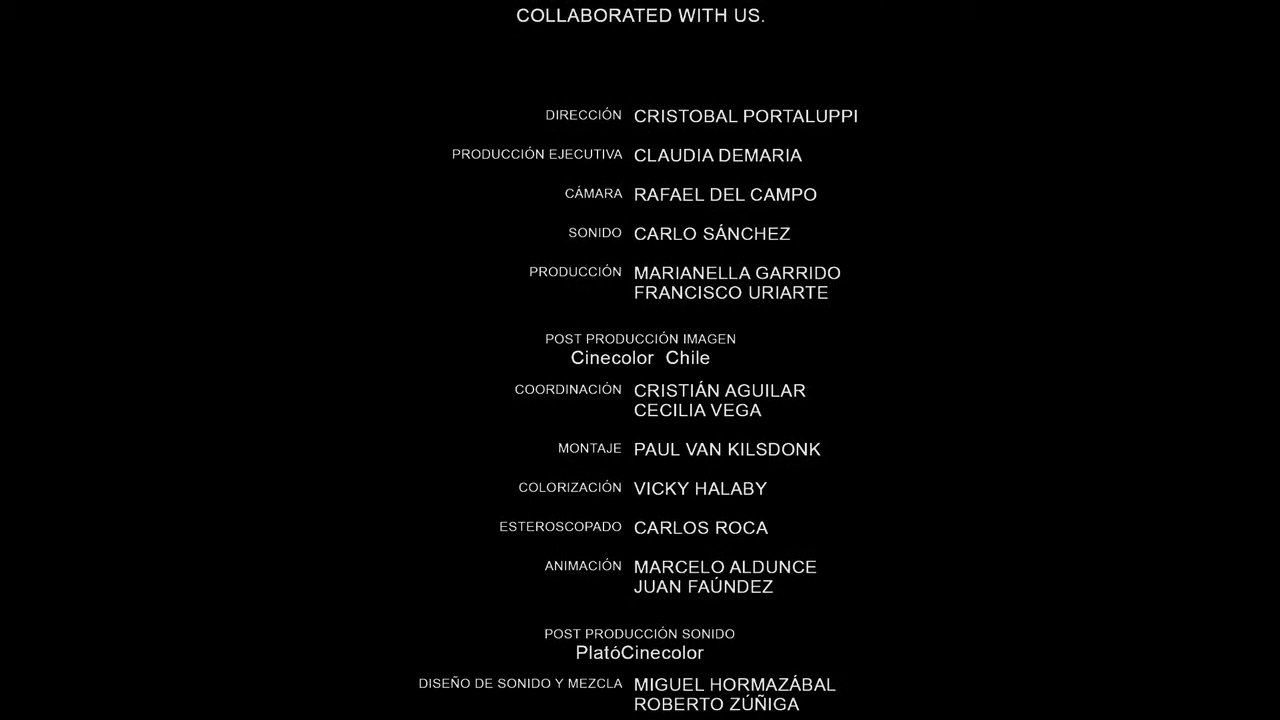 COLLABORATED WITH US.
DIRECCIÓN CRISTOBAL PORTALUPPI
PRODUCCIÓN EJECUTIVA CLAUDIA DEMARIA
CÁMARA RAFAEL DEL CAMPO
SONIDO CARLO SÁNCHEZ
PRODUCCIÓN MARIANELLA GARRIDO
FRANCISCO URIARTE
POST PRODUCCIÓN IMAGEN
Cinecolor Chile
COORDINACIÓN CRISTIÁN AGUILAR
CECILIA VEGA
MONTAJE PAUL VAN KILSDONK
COLORIZACIÓN VICKY HALABY
ESTEROSCOPADO CARLOS ROCA
ANIMACIÓN MARCELO ALDUNCE
JUAN FAÚNDEZ
POST PRODUCCIÓN SONIDO
PlatóCinecolor
DISEÑO DE SONIDO Y MEZCLA MIGUEL HORMAZÁBAL
ROBERTO ZÚÑIGA